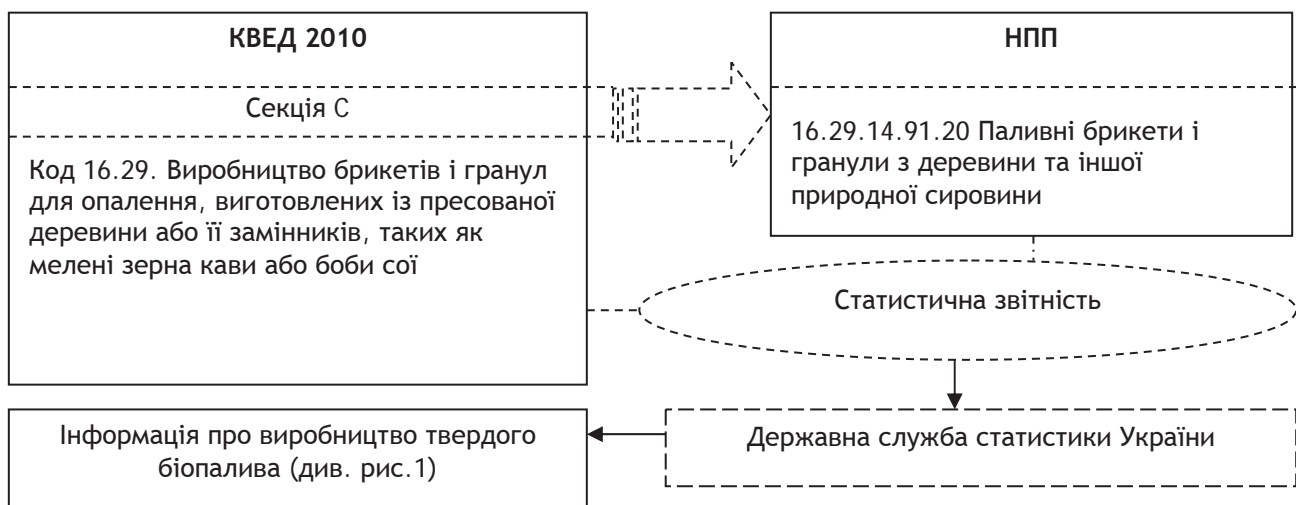 КВЕД 2010
Секція С
Код 16.29. Виробництво брикетів і гранул
для опалення, виготовлених із пресованої
деревини або її замінників, таких як
мелені зерна кави або боби сої
НПП
16.29.14.91.20 Паливні брикети і
гранули з деревини та іншої
природної сировини
Статистична звітність
Державна служба статистики України
Інформація про виробництво твердого
біопалива (див. рис.1)